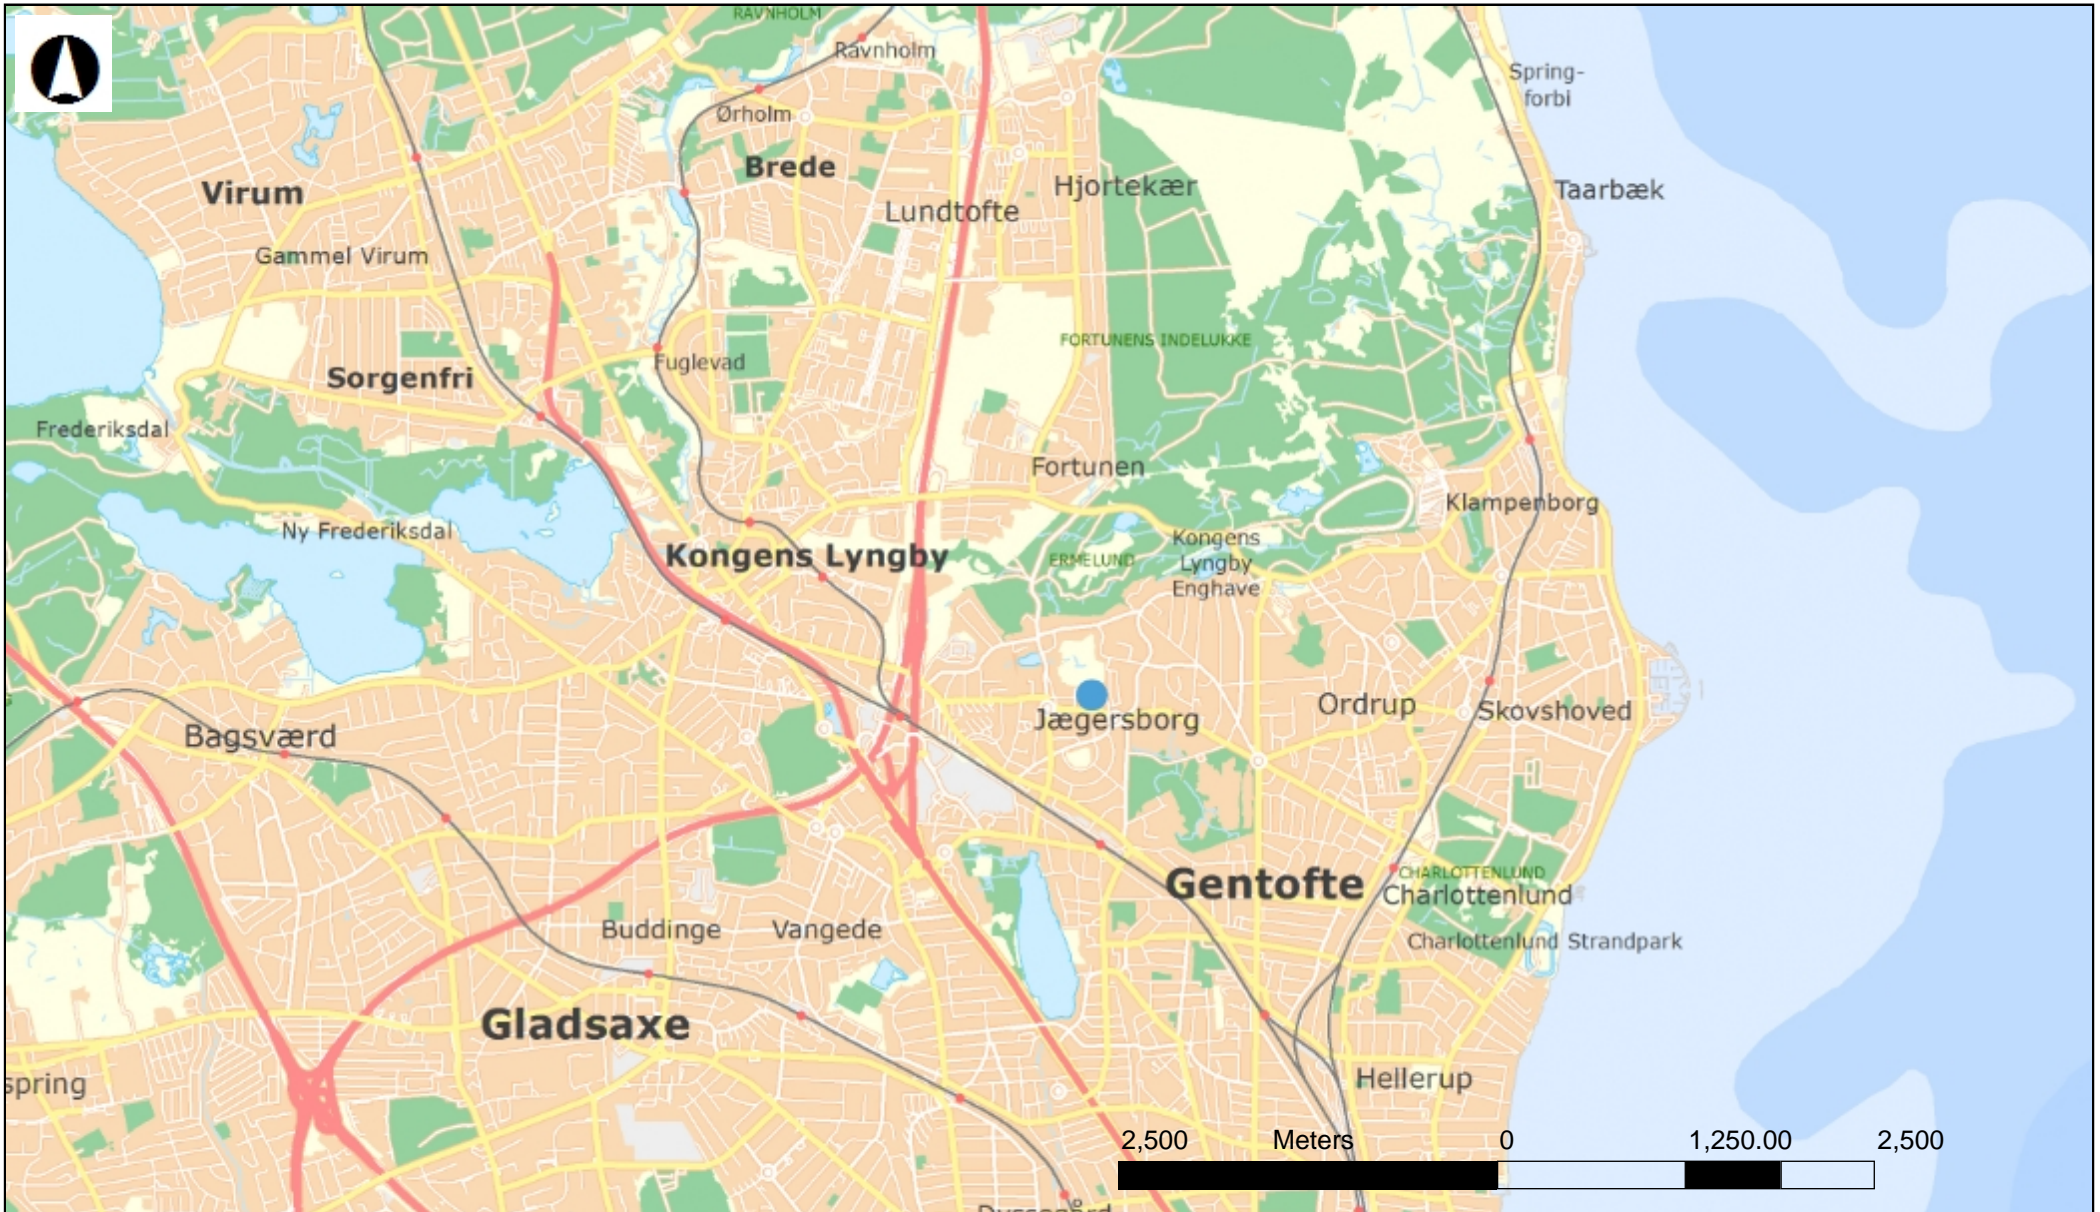 RAVNHOLM
Ravnholm
Spring-
forbi
Ørholm
Brede
Virum
Hjortekær
Taarbæk
Lundtofte
Gammel Virum
FORTUNENS INDELUKKE
Fuglevad
Sorgenfri
Frederiksdal
Fortunen
Klampenborg
Ny Frederiksdal
Kongens
Lyngby
Enghave
Kongens Lyngby
ERMELUND
Ordrup
Skovshoved
Jægersborg
Bagsværd
CHARLOTTENLUND
Gentofte
Charlottenlund
Buddinge
Vangede
Charlottenlund Strandpark
Gladsaxe
spring
Hellerup
2,500 Meters 0 1,250.00 2,500